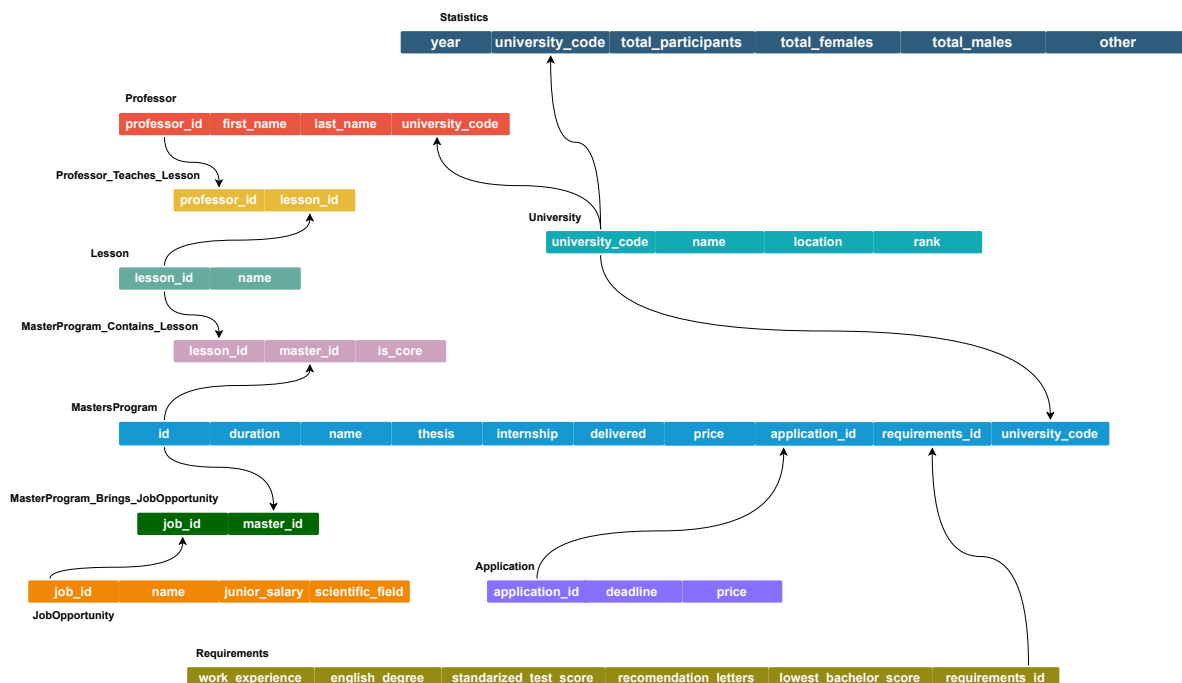 Statistics
year university_code total_participants total_females total_males other
Professor
professor_id first_name last_name university_code
Professor_Teaches_Lesson
professor_id lesson_id
University
university_code name location rank
Lesson
lesson_id name
MasterProgram_Contains_Lesson
lesson_id master_id is_core
MastersProgram
id duration name thesis internship delivered price application_id requirements_id university_code
MasterProgram_Brings_JobOpportunity
job_id master_id
Application
job_id name junior_salary scientific_field
application_id deadline price
JobOpportunity
Requirements
work_experience english_degree standarized_test_score recomendation_letters lowest_bachelor_score requirements_id